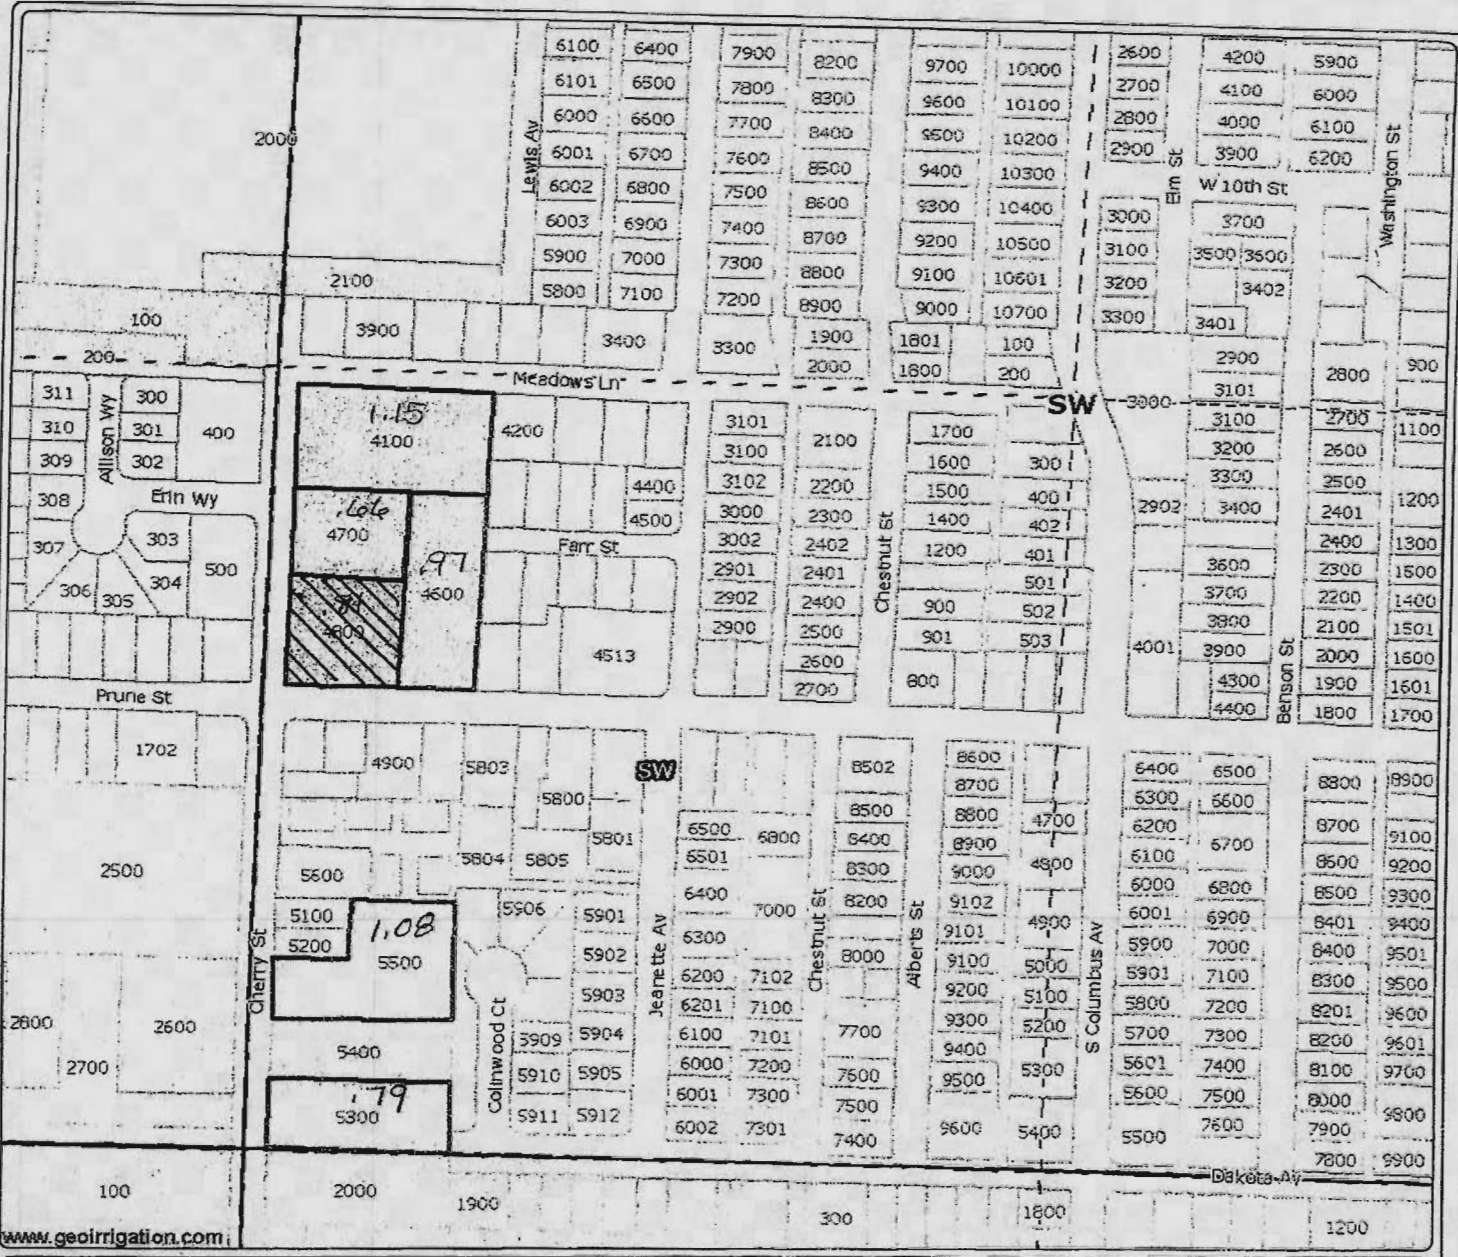 6100 6400 7900 8200 9700 10000 2600 4200 5900
6101 6500 7800 8300 9600 10100 2700 4100 6000
2000 6000 6600 7700 8400 9500 10200 2800 4000 6100
Lewis Av 6001 6700 7600 8500 9400 10300 2900 3900 6200
Elm St W 10th St Washington St
6002 6800 7500 8600 9300 10400 3000 3700
6003 6900 7400 8700 9200 10500 3100 3500 3600
5900 7000 7300 8800 9100 10601 3200 3402
2100 5800 7100 7200 8900 9000 10700 3300 3401
100 3900 3400 3300 1900 1801 100 2900
200 Meadows Ln 2000 1800 200 3101 2800 900
311 300 1.15 SW 3000 2700
310 301 400 4100 4200 3101 2100 1700 3100 1100
309 302 Allison Wy 3100 1600 300 3200 2600
308 Erin Wy .66 4400 3102 2200 1500 400 2902 3300 2500 1200
4700 4500 3000 2300 1400 402 3400 2401
307 303 500 .97 Farr St 3002 2402 Chestnut St 1200 401 2400 1300
306 305 304 4600 2901 2401 501 3600 2300 1500
4800 2902 2400 900 502 3700 2200 1400
2900 2500 901 503 3800 2100 1501
4513 2600 4001 3900 2000 1600
Prune St 2700 800 4300 Benson St 1900 1601
4400 1800 1700
1702 4900 5803 SW 8502 8600 6400 6500 8800 8900
5800 8700 6300 6600
5801 6500 6800 8500 8800 4700 6200 6700 8700 9100
2500 5600 5804 5805 6501 8400 8900 4800 6100 8600 9200
8300 9000 6000 6800 8500 9300
5100 1.08 5906 5901 6400 7000 Chestnut St 8200 9102 4900 6001 6900 8401 9400
5200 5500 5902 6300 8000 Alberts St 9101 5900 7000 8400 9501
Cherry St 5903 Jeanette Av 6200 7102 9100 5000 5901 7100 8300 9500
6201 7100 9200 5100 S Columbus Av 5800 7200 8201 9600
2800 2600 Colinwood Ct 5909 5904 6100 7101 7700 9300 5200 5700 7300 8200 9601
2700 5400 5910 5905 6000 7200 7600 9400 5300 5601 7400 8100 9700
.79 6001 7300 7500 9500 5600 7500 8000 9800
5300 5911 5912 6002 7301 7400 9600 5400 5500 7600 7900
Dakota Av 7800 9900
100 2000 1900 300 1800 1200
www.geoirrigation.com